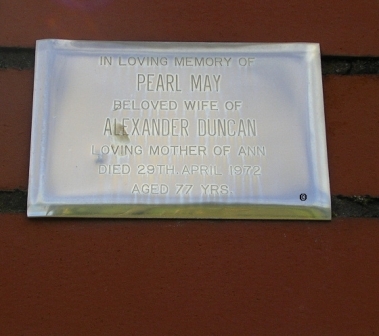 IN LOVING MEMORY OF
PEARL MAY
BELOVED WIFE OF
ALEXANDER DUNCAN
LOVING MOTHER OF ANN
DIED 29TH. APRIL 1972
AGED 77 YRS.